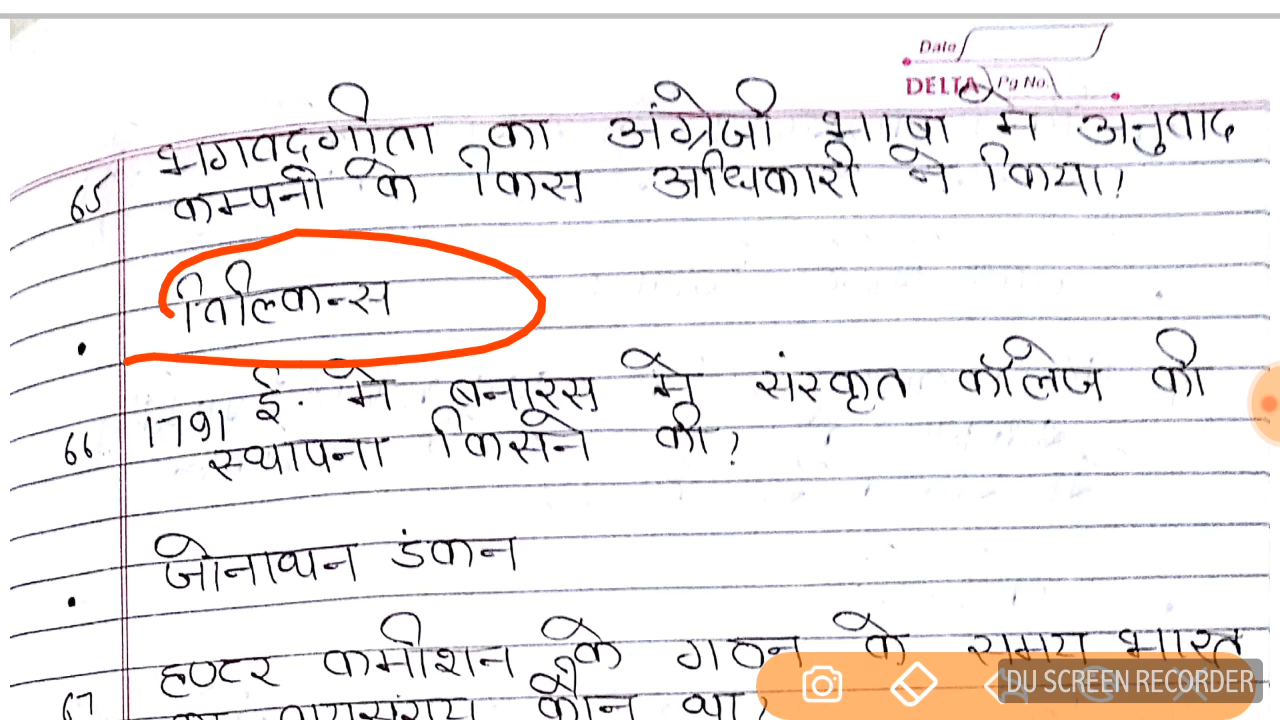 Date
DELTA Pg No.
भगवदगीता का अंग्रेजी भाषा मे अनुवाद
65 कम्पनी के किस अधिकारी ने किया?
विल्किन्स
66 1791 ई. मे बनारस मे संस्कृत कॉलेज की
स्थापना किसने की?
जोनाथन डंकन
हण्टर कमीशन के गठन के समय भारत
67 का वायसराय कौन था?
DU SCREEN RECORDER